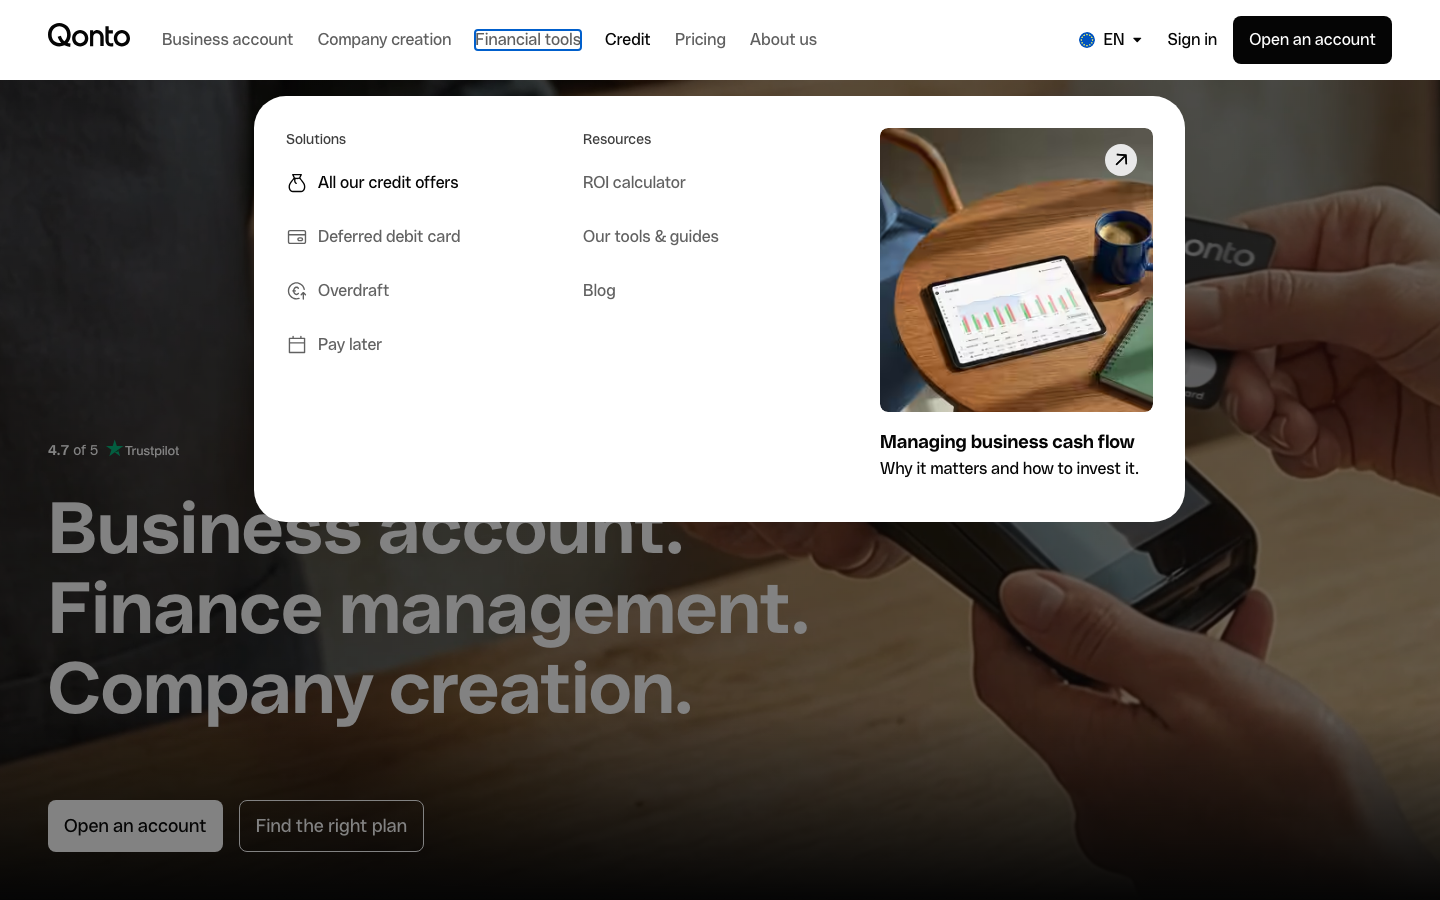 Qonto
Business account
Company creation
Financial tools
Credit
Pricing
About us
EN
Sign in
Open an account
Solutions
All our credit offers
Deferred debit card
Overdraft
Pay later
Resources
ROI calculator
Our tools & guides
Blog
Managing business cash flow
Why it matters and how to invest it.
4.7 of 5 Trustpilot
Business account.
Finance management.
Company creation.
Open an account
Find the right plan